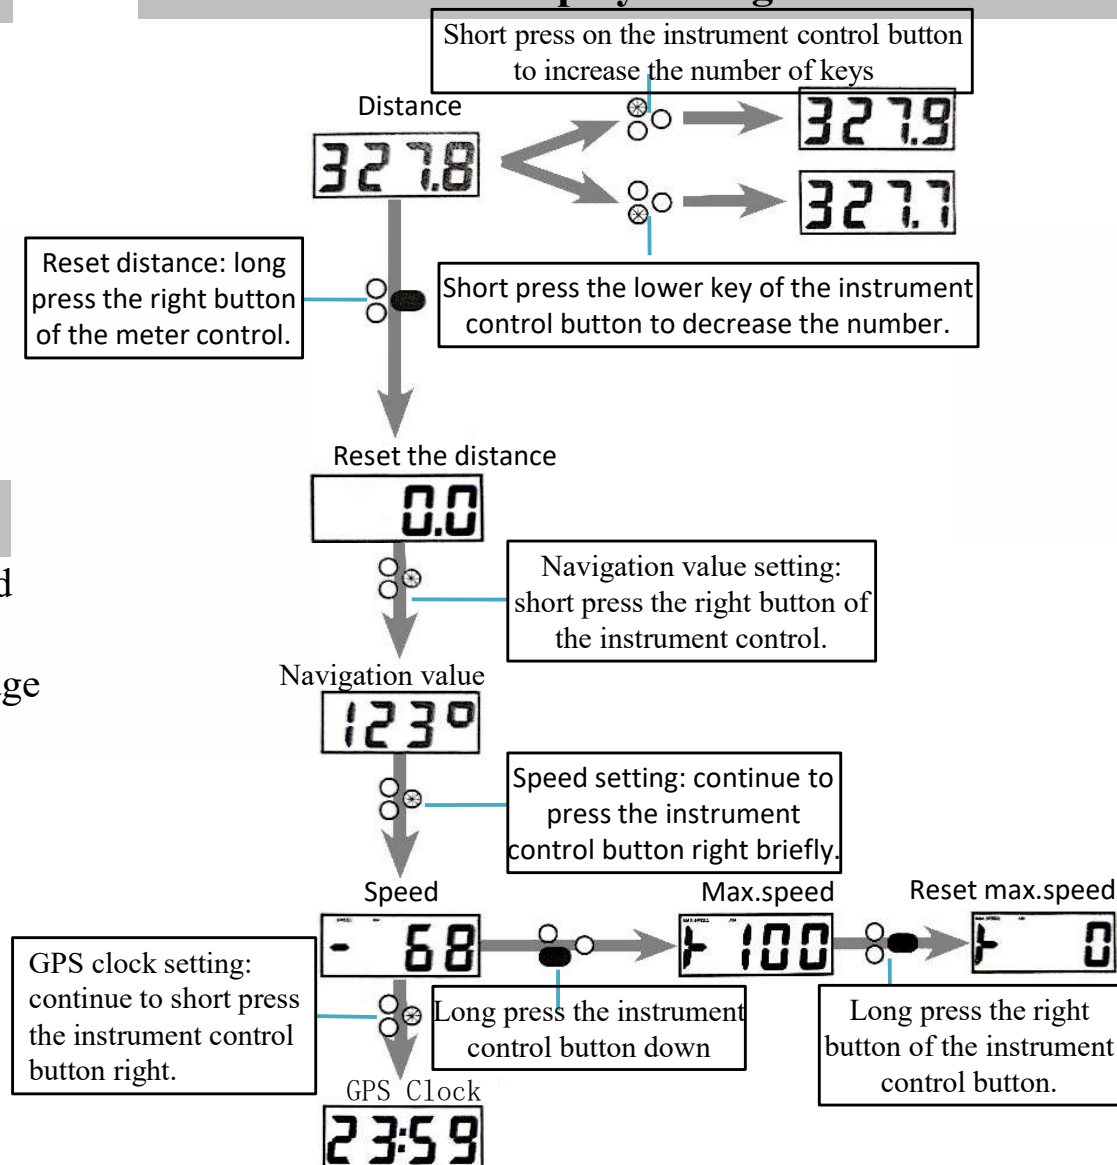 Short press on the instrument control button
to increase the number of keys
Distance
327.8
327.9
327.7
Reset distance: long
press the right button
of the meter control.
Short press the lower key of the instrument
control button to decrease the number.
Reset the distance
0.0
Navigation value setting:
short press the right button of
the instrument control.
Navigation value
123°
Speed setting: continue to
press the instrument
control button right briefly.
Speed
Max.speed
Reset max.speed
68
100
0
GPS clock setting:
continue to short press
the instrument control
button right.
Long press the instrument
control button down
Long press the right
button of the instrument
control button.
GPS Clock
23:59